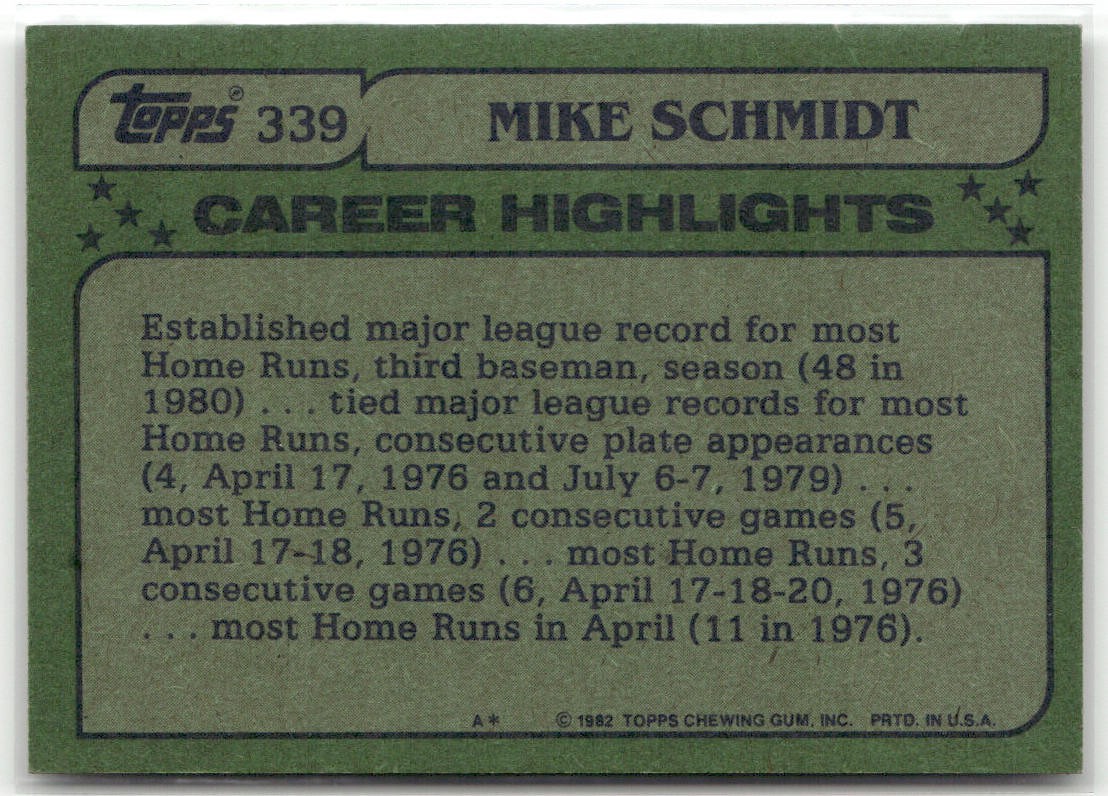 TOPPS® 339 MIKE SCHMIDT
CAREER HIGHLIGHTS
Established major league record for most
Home Runs, third baseman, season (48 in
1980) . . . tied major league records for most
Home Runs, consecutive plate appearances
(4, April 17, 1976 and July 6-7, 1979) . . .
most Home Runs, 2 consecutive games (5,
April 17-18, 1976) . . . most Home Runs, 3
consecutive games (6, April 17-18-20, 1976)
. . . most Home Runs in April (11 in 1976).
A* © 1982 TOPPS CHEWING GUM, INC. PRTD. IN U.S.A.